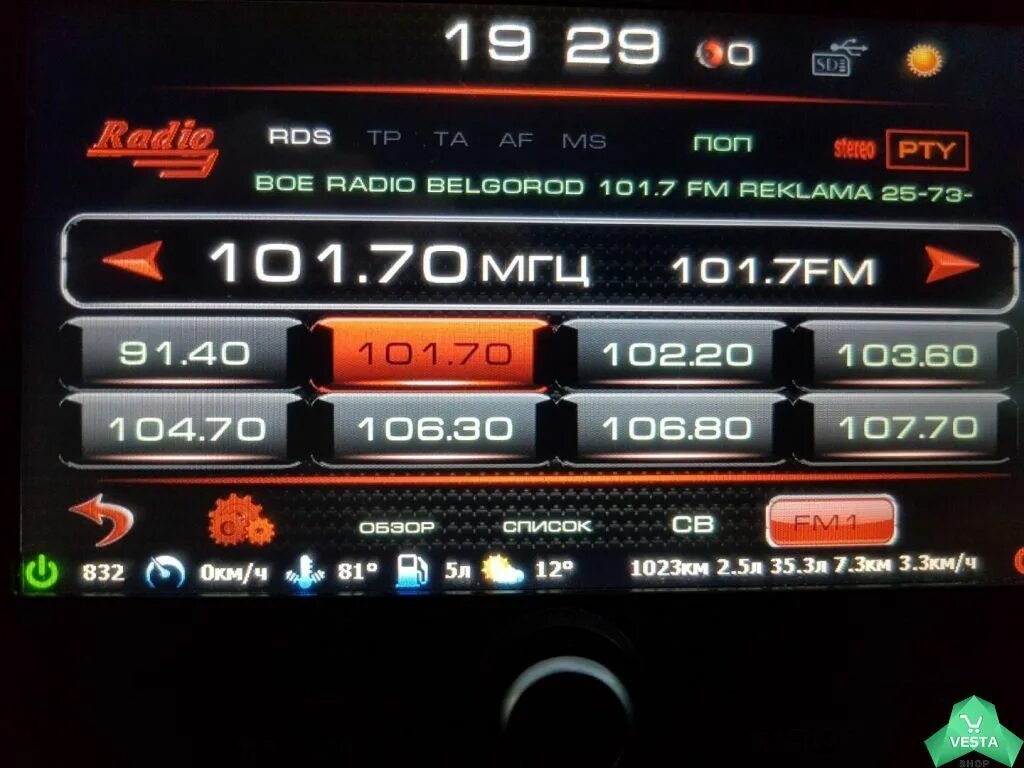 19 29 0 SD
Radio RDS TP TA AF MS ПОП stereo PTY
BOE RADIO BELGOROD 101.7 FM REKLAMA 25-73-
101.70 МГЦ 101.7FM
91.40 101.70 102.20 103.60
104.70 106.30 106.80 107.70
ОБЗОР СПИСОК СВ FM1
832 0км/ч 81° 5л 12° 1023км 2.5л 35.3л 7.3км 3.3км/ч
VESTA
SHOP